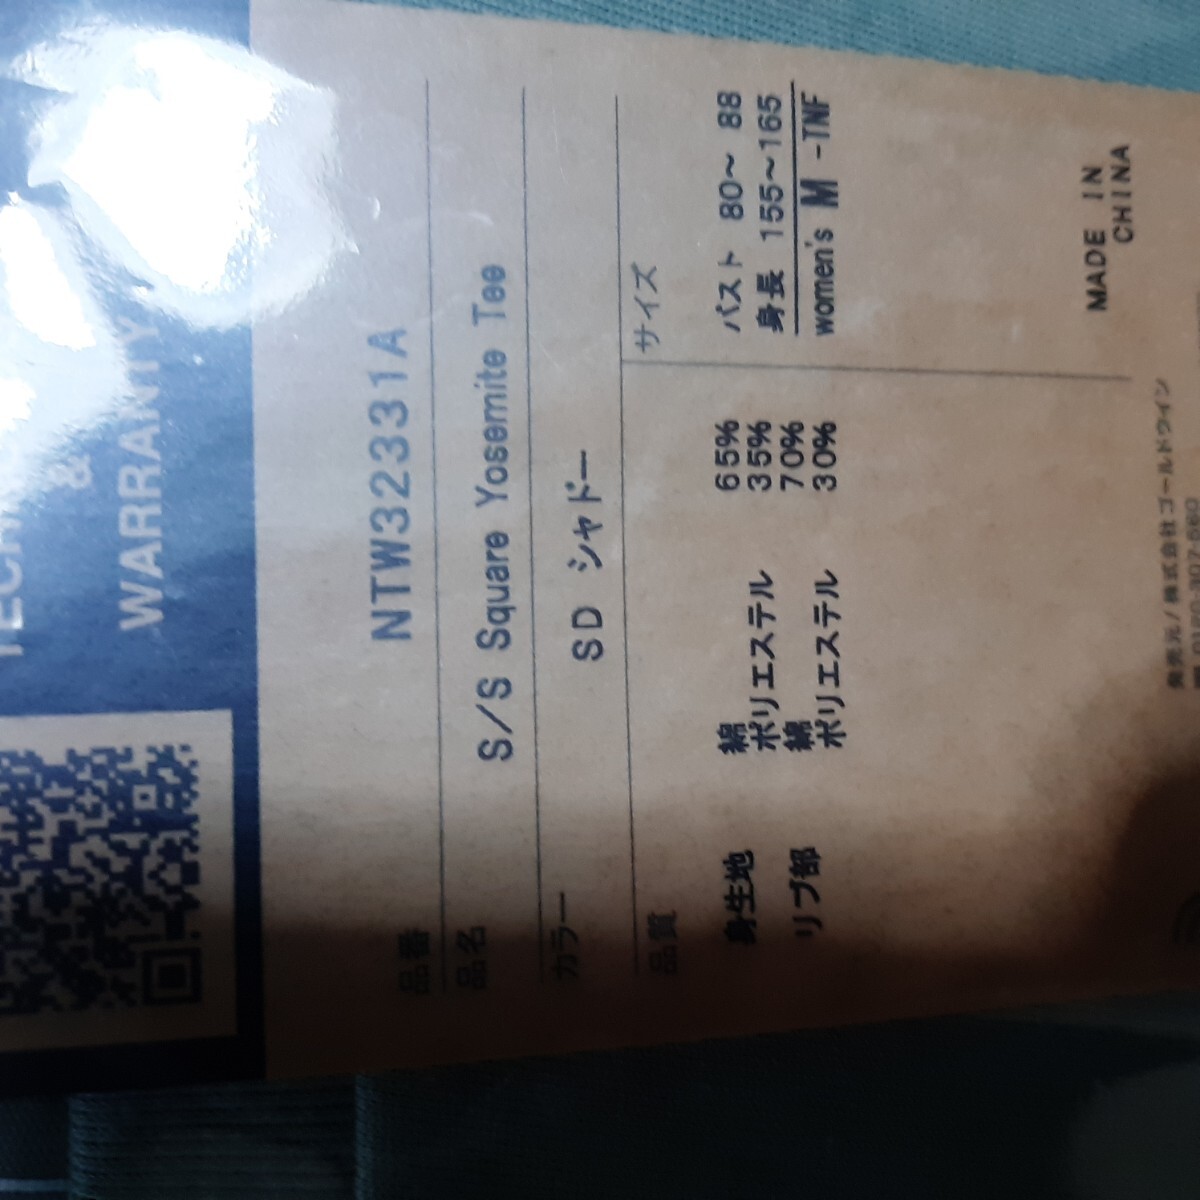 &
WARRANTY
品番
NTW32331A
品名
S/S Square Yosemite Tee
カラー
SD シャドー
品質
身生地 綿 65%
ポリエステル 35%
リブ部 綿 70%
ポリエステル 30%
サイズ
バスト 80～ 88
身長 155～165
women's M -TNF
MADE IN
CHINA
発売元/株式会社ゴールドウイン